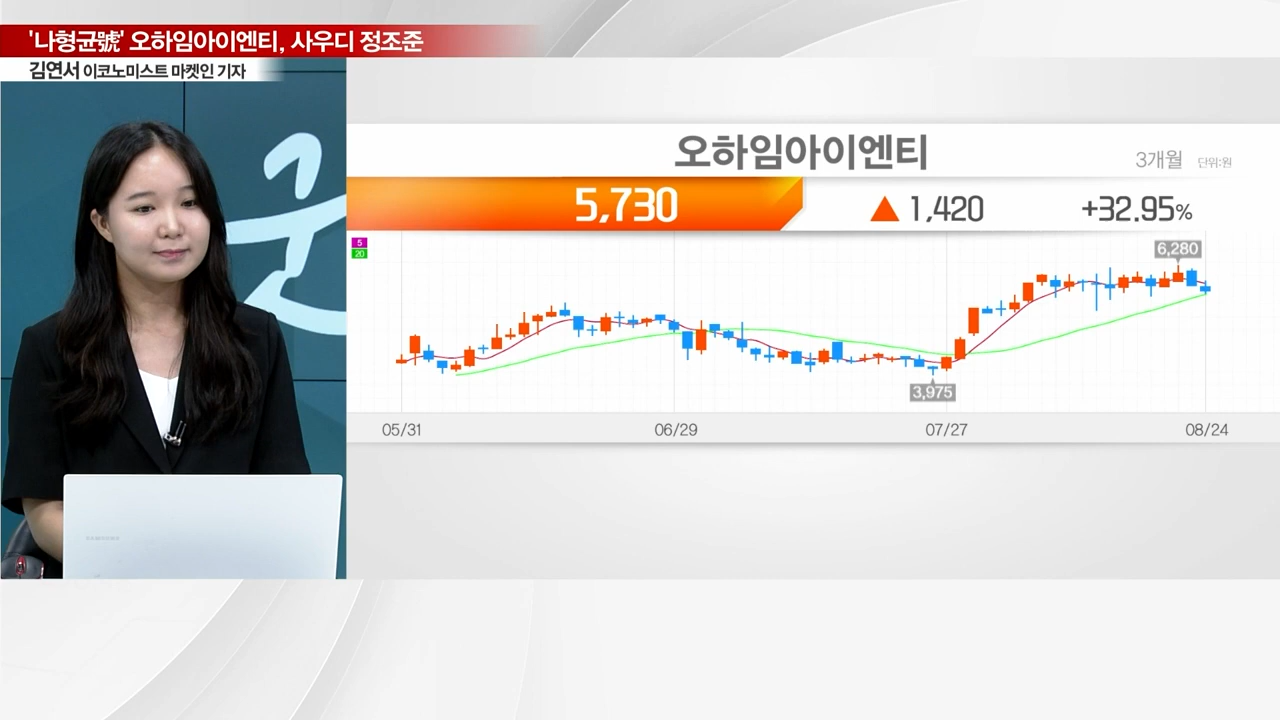 '나형균號' 오하임아이엔티, 사우디 정조준
김연서 이코노미스트 마켓인 기자
오하임아이엔티
3개월 단위:원
5,730 ▲ 1,420 +32.95%
5
20
6,280
3,975
05/31 06/29 07/27 08/24
SAMSUNG